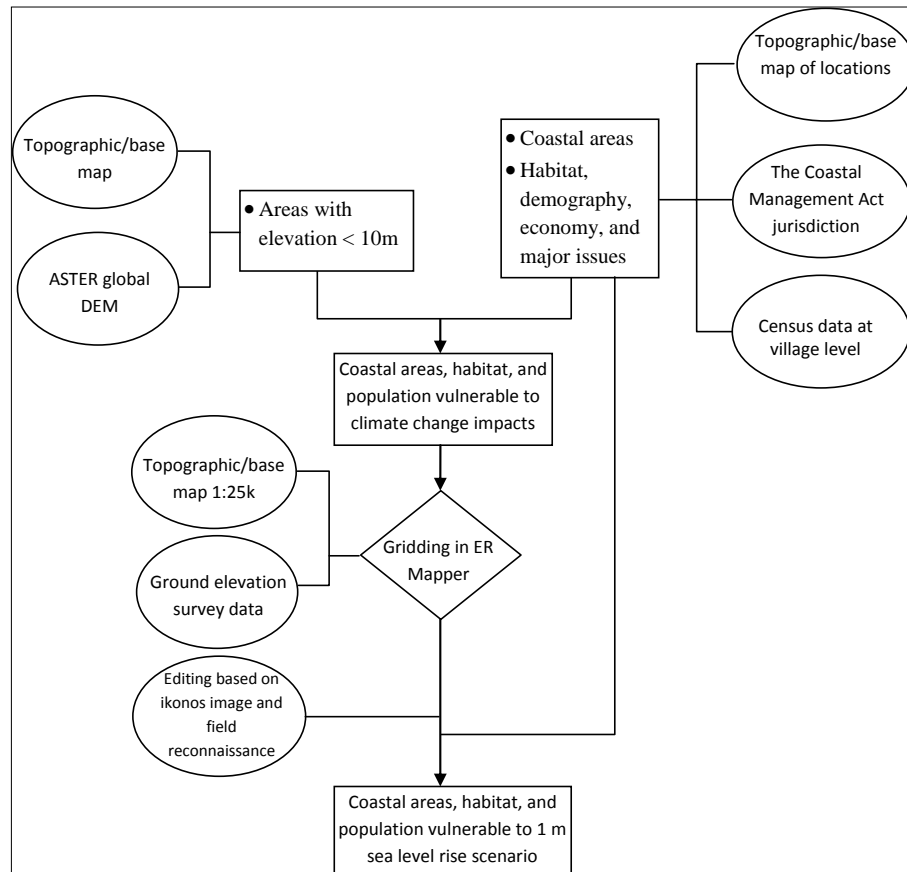 Topographic/base
map of locations
Topographic/base
map
• Coastal areas
• Habitat,
demography,
economy, and
major issues
The Coastal
Management Act
jurisdiction
• Areas with
elevation < 10m
ASTER global
DEM
Census data at
village level
Coastal areas, habitat, and
population vulnerable to
climate change impacts
Topographic/base
map 1:25k
Gridding in ER
Mapper
Ground elevation
survey data
Editing based on
ikonos image and
field
reconnaissance
Coastal areas, habitat, and
population vulnerable to 1 m
sea level rise scenario